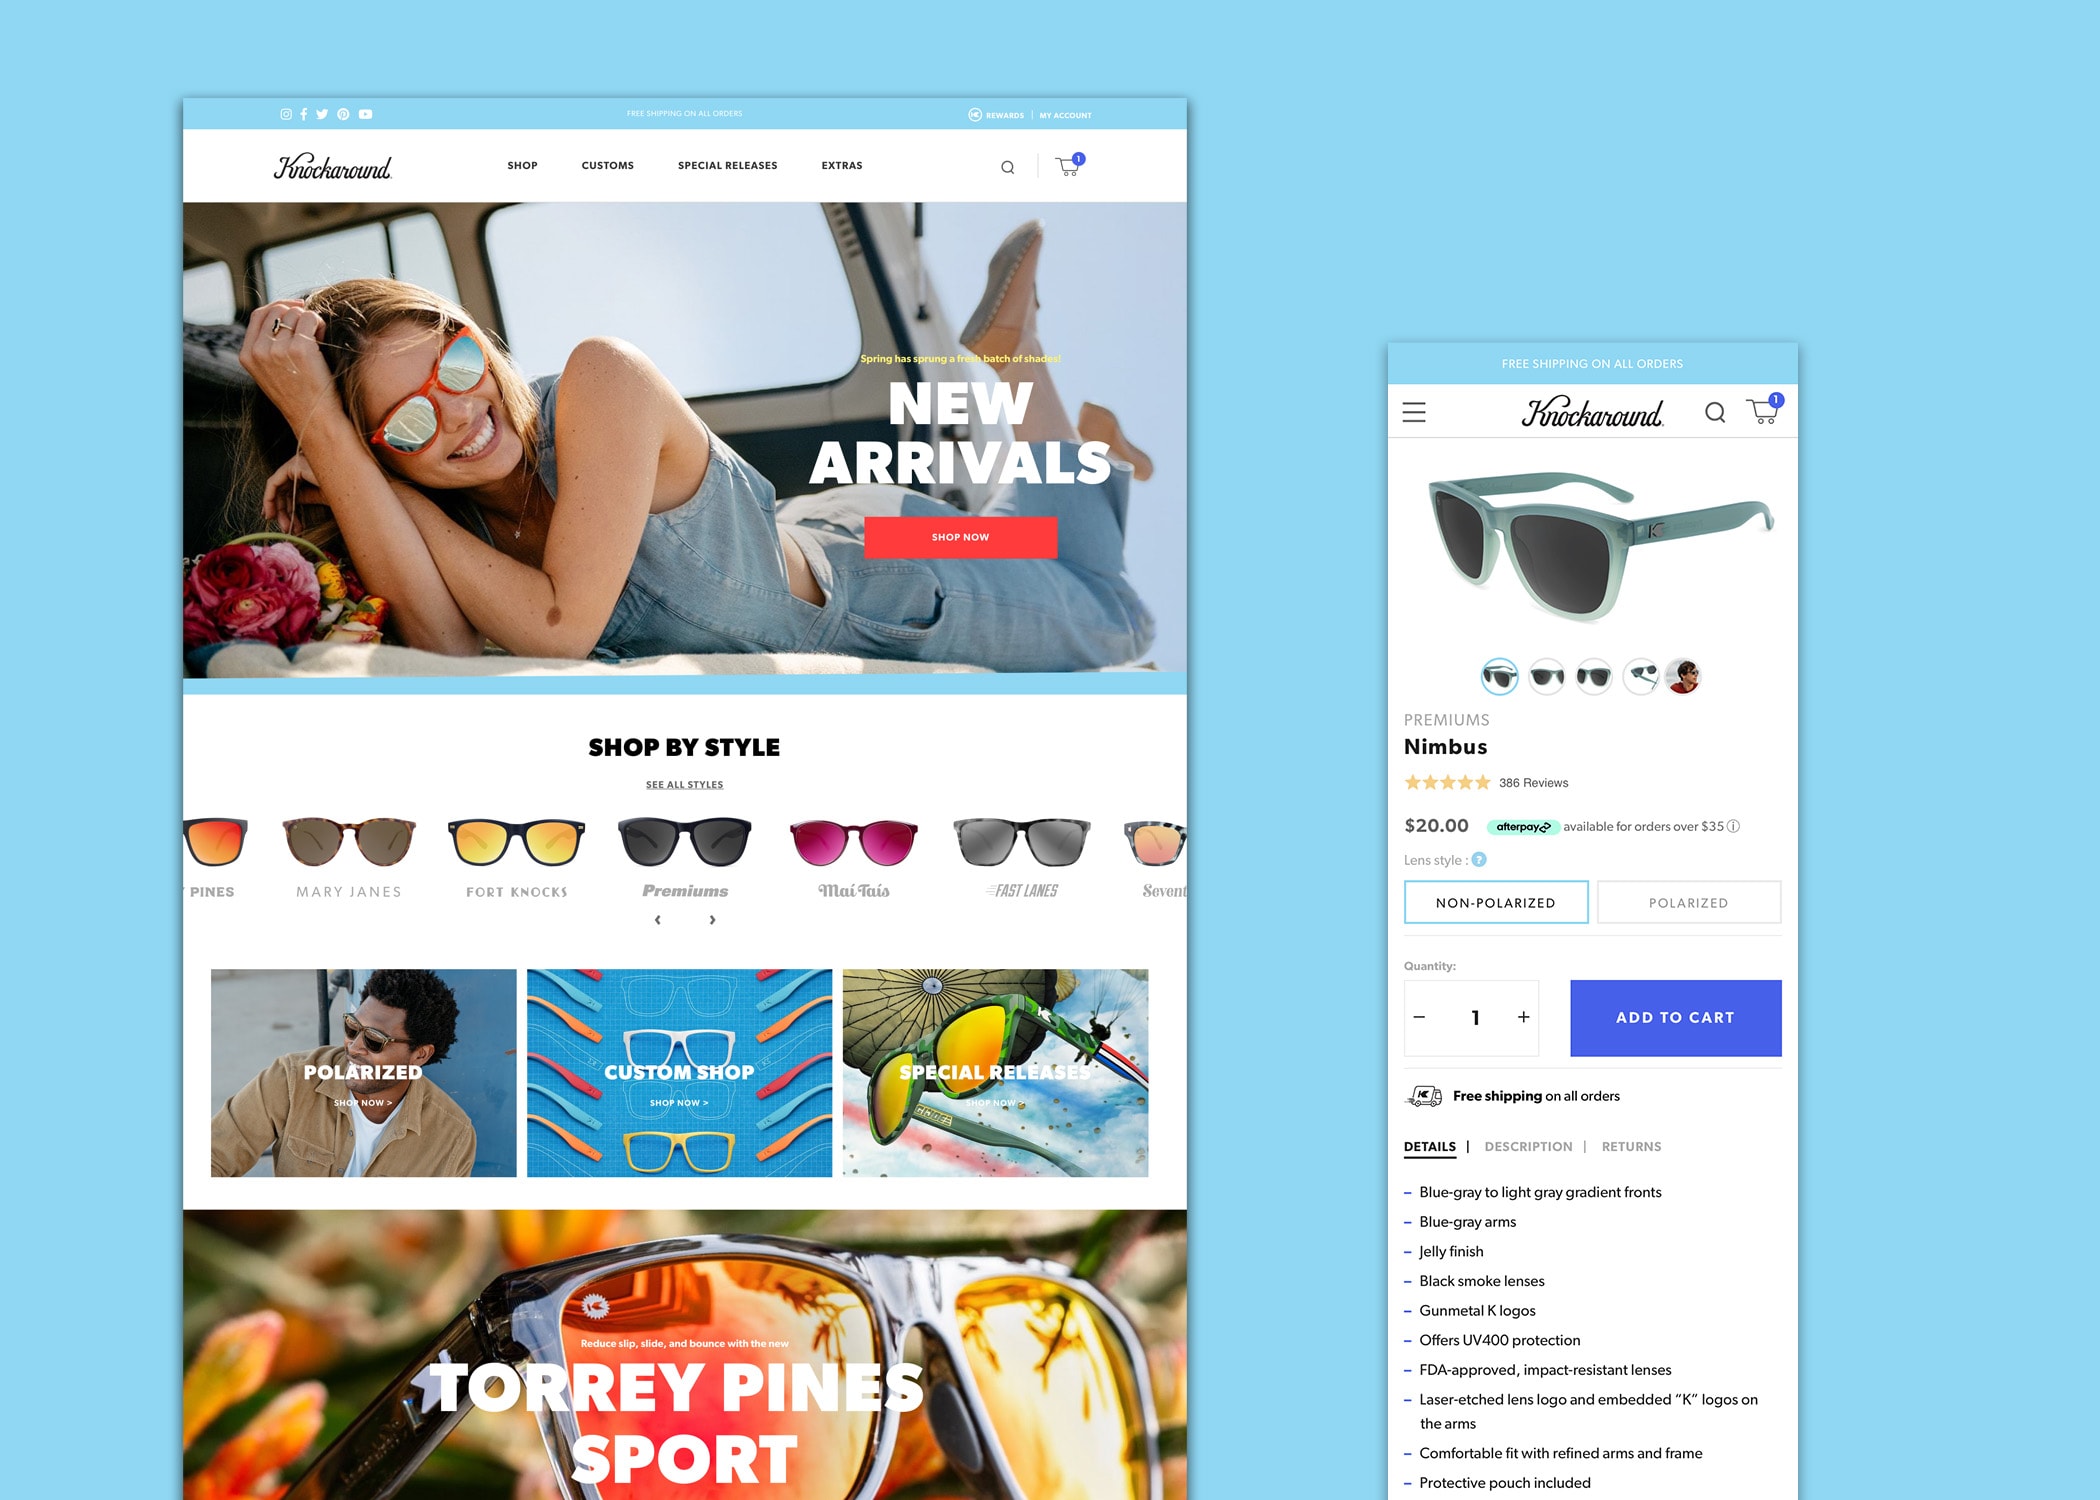 FREE SHIPPING ON ALL ORDERS
REWARDS | MY ACCOUNT
Knockaround.
SHOP
CUSTOMS
SPECIAL RELEASES
EXTRAS
1
Spring has sprung a fresh batch of shades!
NEW
ARRIVALS
SHOP NOW
SHOP BY STYLE
SEE ALL STYLES
PINES
MARY JANES
FORT KNOCKS
Premiums
Mai Tais
FAST LANES
Sevent
‹ ›
POLARIZED
SHOP NOW >
CUSTOM SHOP
SHOP NOW >
SPECIAL RELEASES
SHOP NOW >
Reduce slip, slide, and bounce with the new
TORREY PINES
SPORT
FREE SHIPPING ON ALL ORDERS
Knockaround.
1
PREMIUMS
Nimbus
386 Reviews
$20.00 afterpay available for orders over $35 ⓘ
Lens style : ?
NON-POLARIZED
POLARIZED
Quantity:
− 1 +
ADD TO CART
Free shipping on all orders
DETAILS | DESCRIPTION | RETURNS
– Blue-gray to light gray gradient fronts
– Blue-gray arms
– Jelly finish
– Black smoke lenses
– Gunmetal K logos
– Offers UV400 protection
– FDA-approved, impact-resistant lenses
– Laser-etched lens logo and embedded “K” logos on
the arms
– Comfortable fit with refined arms and frame
– Protective pouch included